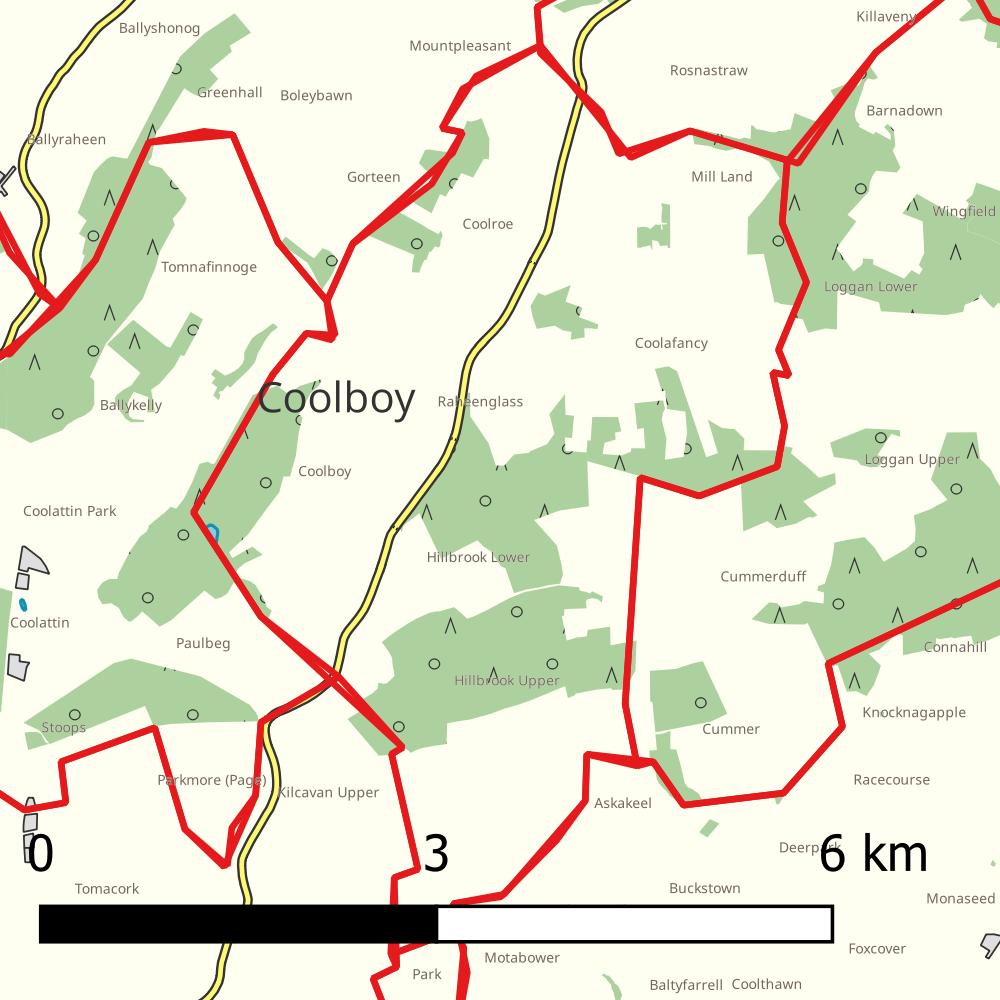 Killaveny
Ballyshonog
Mountpleasant
Rosnastraw
Greenhall
Boleybawn
Barnadown
Ballyraheen
Gorteen
Mill Land
Wingfield
Coolroe
Tomnafinnoge
Loggan Lower
Coolafancy
Coolboy
Raheenglass
Ballykelly
Loggan Upper
Coolboy
Coolattin Park
Hillbrook Lower
Cummerduff
Coolattin
Paulbeg
Connahill
Hillbrook Upper
Knocknagapple
Stoops
Cummer
Parkmore (Page)
Racecourse
Kilcavan Upper
Askakeel
Deerpark
0 3 6 km
Tomacork
Buckstown
Monaseed
Foxcover
Motabower
Park
Baltyfarrell
Coolthawn